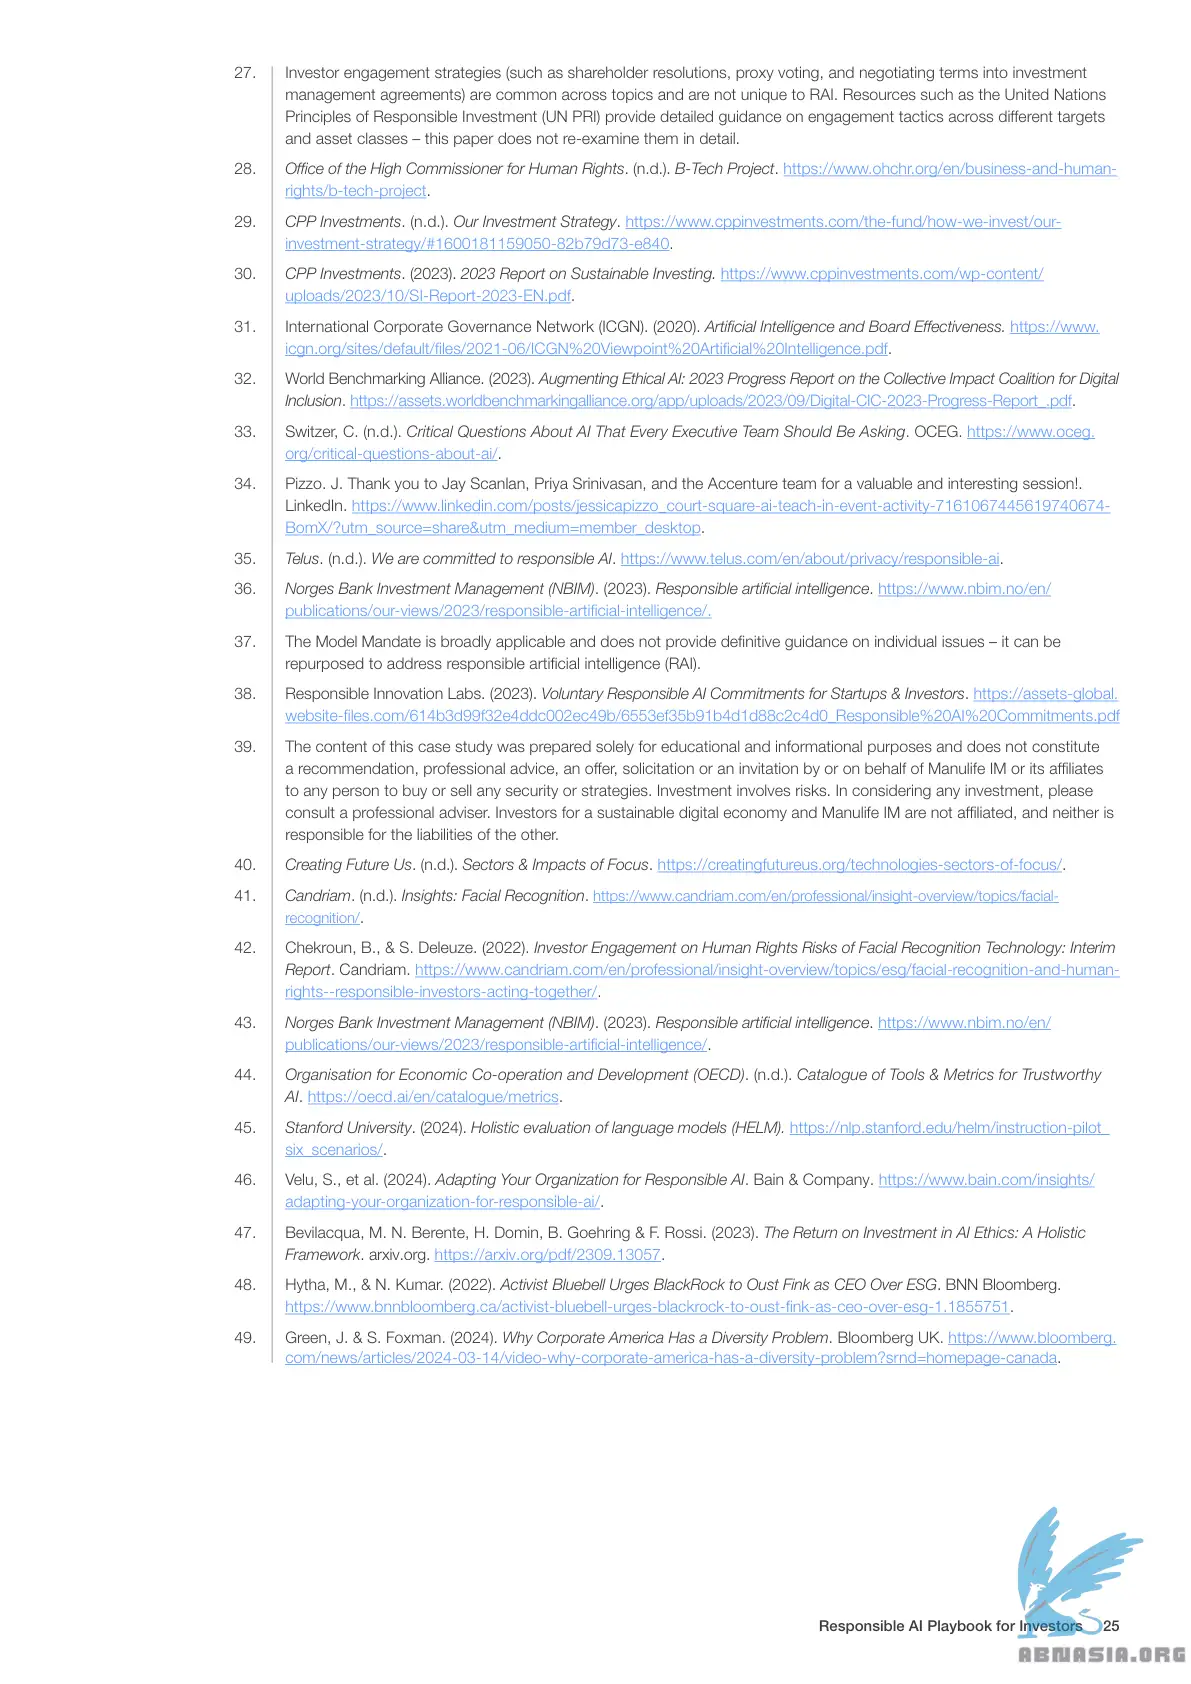 27. Investor engagement strategies (such as shareholder resolutions, proxy voting, and negotiating terms into investment
management agreements) are common across topics and are not unique to RAI. Resources such as the United Nations
Principles of Responsible Investment (UN PRI) provide detailed guidance on engagement tactics across different targets
and asset classes – this paper does not re-examine them in detail.
28. Office of the High Commissioner for Human Rights. (n.d.). B-Tech Project. https://www.ohchr.org/en/business-and-human-
rights/b-tech-project.
29. CPP Investments. (n.d.). Our Investment Strategy. https://www.cppinvestments.com/the-fund/how-we-invest/our-
investment-strategy/#1600181159050-82b79d73-e840.
30. CPP Investments. (2023). 2023 Report on Sustainable Investing. https://www.cppinvestments.com/wp-content/
uploads/2023/10/SI-Report-2023-EN.pdf.
31. International Corporate Governance Network (ICGN). (2020). Artificial Intelligence and Board Effectiveness. https://www.
icgn.org/sites/default/files/2021-06/ICGN%20Viewpoint%20Artificial%20Intelligence.pdf.
32. World Benchmarking Alliance. (2023). Augmenting Ethical AI: 2023 Progress Report on the Collective Impact Coalition for Digital
Inclusion. https://assets.worldbenchmarkingalliance.org/app/uploads/2023/09/Digital-CIC-2023-Progress-Report_.pdf.
33. Switzer, C. (n.d.). Critical Questions About AI That Every Executive Team Should Be Asking. OCEG. https://www.oceg.
org/critical-questions-about-ai/.
34. Pizzo. J. Thank you to Jay Scanlan, Priya Srinivasan, and the Accenture team for a valuable and interesting session!.
LinkedIn. https://www.linkedin.com/posts/jessicapizzo_court-square-ai-teach-in-event-activity-7161067445619740674-
BomX/?utm_source=share&utm_medium=member_desktop.
35. Telus. (n.d.). We are committed to responsible AI. https://www.telus.com/en/about/privacy/responsible-ai.
36. Norges Bank Investment Management (NBIM). (2023). Responsible artificial intelligence. https://www.nbim.no/en/
publications/our-views/2023/responsible-artificial-intelligence/.
37. The Model Mandate is broadly applicable and does not provide definitive guidance on individual issues – it can be
repurposed to address responsible artificial intelligence (RAI).
38. Responsible Innovation Labs. (2023). Voluntary Responsible AI Commitments for Startups & Investors. https://assets-global.
website-files.com/614b3d99f32e4ddc002ec49b/6553ef35b91b4d1d88c2c4d0_Responsible%20AI%20Commitments.pdf
39. The content of this case study was prepared solely for educational and informational purposes and does not constitute
a recommendation, professional advice, an offer, solicitation or an invitation by or on behalf of Manulife IM or its affiliates
to any person to buy or sell any security or strategies. Investment involves risks. In considering any investment, please
consult a professional adviser. Investors for a sustainable digital economy and Manulife IM are not affiliated, and neither is
responsible for the liabilities of the other.
40. Creating Future Us. (n.d.). Sectors & Impacts of Focus. https://creatingfutureus.org/technologies-sectors-of-focus/.
41. Candriam. (n.d.). Insights: Facial Recognition. https://www.candriam.com/en/professional/insight-overview/topics/facial-
recognition/.
42. Chekroun, B., & S. Deleuze. (2022). Investor Engagement on Human Rights Risks of Facial Recognition Technology: Interim
Report. Candriam. https://www.candriam.com/en/professional/insight-overview/topics/esg/facial-recognition-and-human-
rights--responsible-investors-acting-together/.
43. Norges Bank Investment Management (NBIM). (2023). Responsible artificial intelligence. https://www.nbim.no/en/
publications/our-views/2023/responsible-artificial-intelligence/.
44. Organisation for Economic Co-operation and Development (OECD). (n.d.). Catalogue of Tools & Metrics for Trustworthy
AI. https://oecd.ai/en/catalogue/metrics.
45. Stanford University. (2024). Holistic evaluation of language models (HELM). https://nlp.stanford.edu/helm/instruction-pilot_
six_scenarios/.
46. Velu, S., et al. (2024). Adapting Your Organization for Responsible AI. Bain & Company. https://www.bain.com/insights/
adapting-your-organization-for-responsible-ai/.
47. Bevilacqua, M. N. Berente, H. Domin, B. Goehring & F. Rossi. (2023). The Return on Investment in AI Ethics: A Holistic
Framework. arxiv.org. https://arxiv.org/pdf/2309.13057.
48. Hytha, M., & N. Kumar. (2022). Activist Bluebell Urges BlackRock to Oust Fink as CEO Over ESG. BNN Bloomberg.
https://www.bnnbloomberg.ca/activist-bluebell-urges-blackrock-to-oust-fink-as-ceo-over-esg-1.1855751.
49. Green, J. & S. Foxman. (2024). Why Corporate America Has a Diversity Problem. Bloomberg UK. https://www.bloomberg.
com/news/articles/2024-03-14/video-why-corporate-america-has-a-diversity-problem?srnd=homepage-canada.
Responsible AI Playbook for Investors 25
ABNASIA.ORG